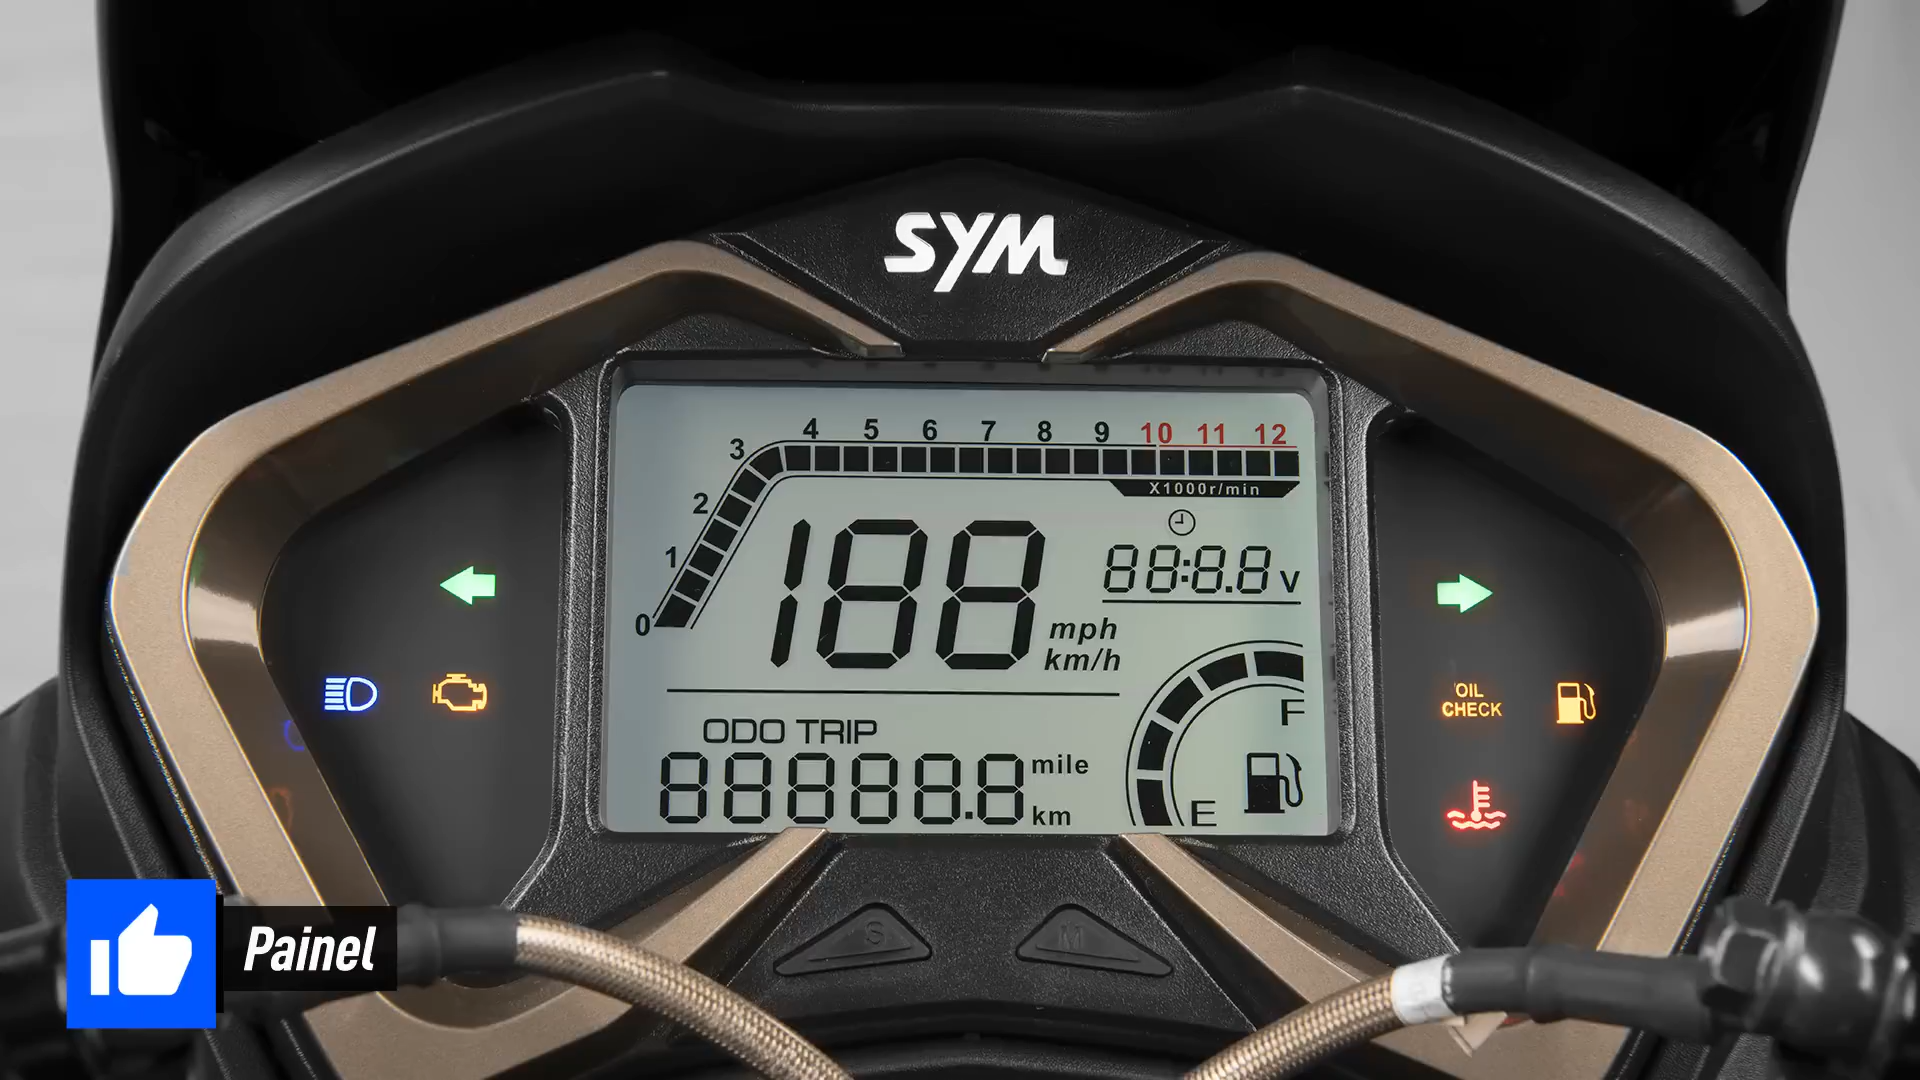 SYM
0 1 2 3 4 5 6 7 8 9 10 11 12
X1000r/min
188
mph
km/h
88:8.8 v
ODO TRIP
88888.8
mile
km
F
E
OIL
CHECK
S
M
Painel